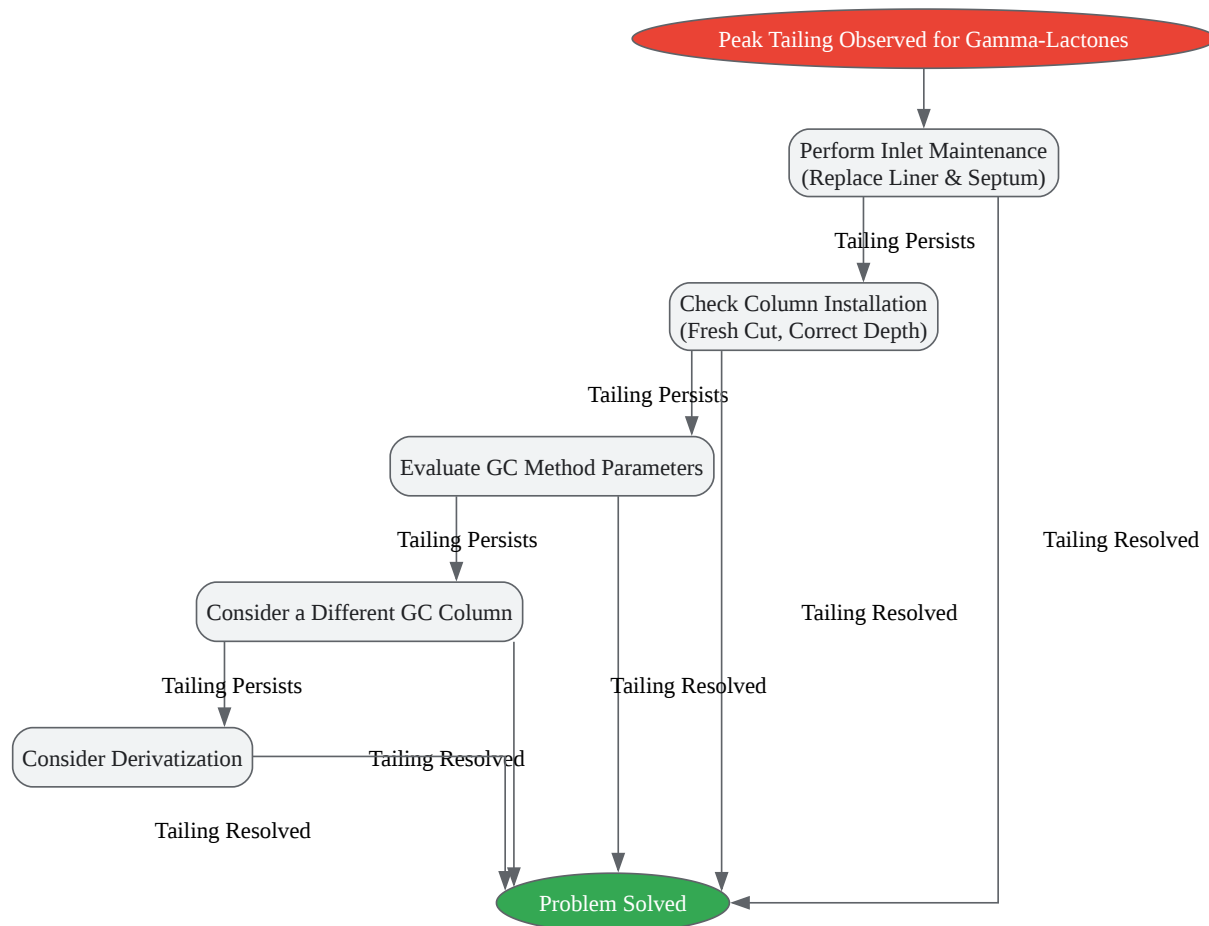 Peak Tailing Observed for Gamma-Lactones
Perform Inlet Maintenance
(Replace Liner & Septum)
Tailing Persists
Check Column Installation
(Fresh Cut, Correct Depth)
Tailing Persists
Evaluate GC Method Parameters
Tailing Persists
Tailing Resolved
Consider a Different GC Column
Tailing Resolved
Tailing Persists
Tailing Resolved
Consider Derivatization
Tailing Resolved
Tailing Resolved
Problem Solved